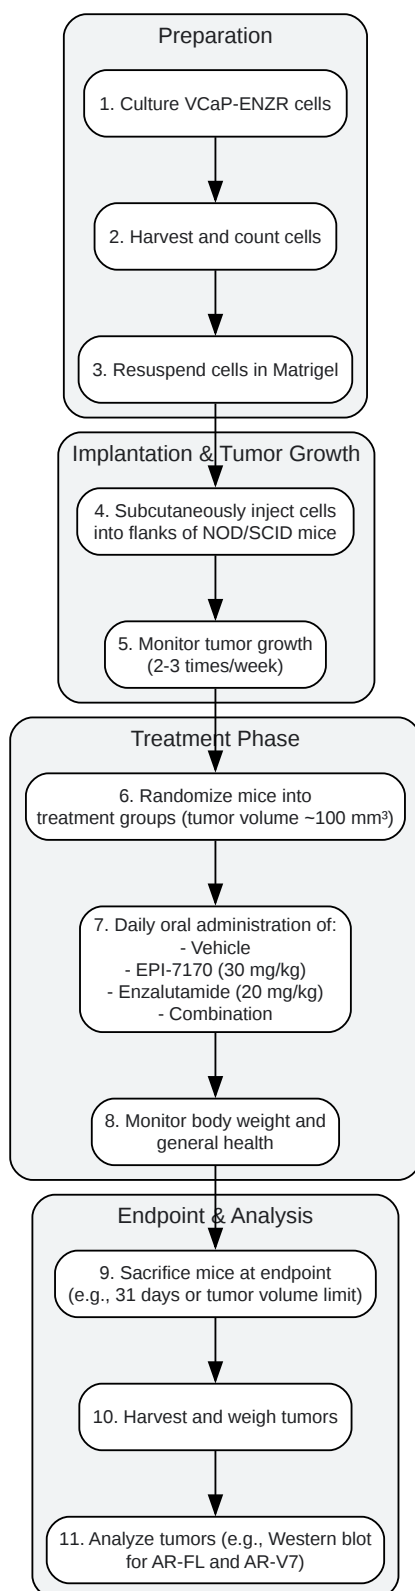 Preparation
1. Culture VCaP-ENZR cells
2. Harvest and count cells
3. Resuspend cells in Matrigel
Implantation & Tumor Growth
4. Subcutaneously inject cells
into flanks of NOD/SCID mice
5. Monitor tumor growth
(2-3 times/week)
Treatment Phase
6. Randomize mice into
treatment groups (tumor volume ~100 mm³)
7. Daily oral administration of:
- Vehicle
- EPI-7170 (30 mg/kg)
- Enzalutamide (20 mg/kg)
- Combination
8. Monitor body weight and
general health
Endpoint & Analysis
9. Sacrifice mice at endpoint
(e.g., 31 days or tumor volume limit)
10. Harvest and weigh tumors
11. Analyze tumors (e.g., Western blot
for AR-FL and AR-V7)